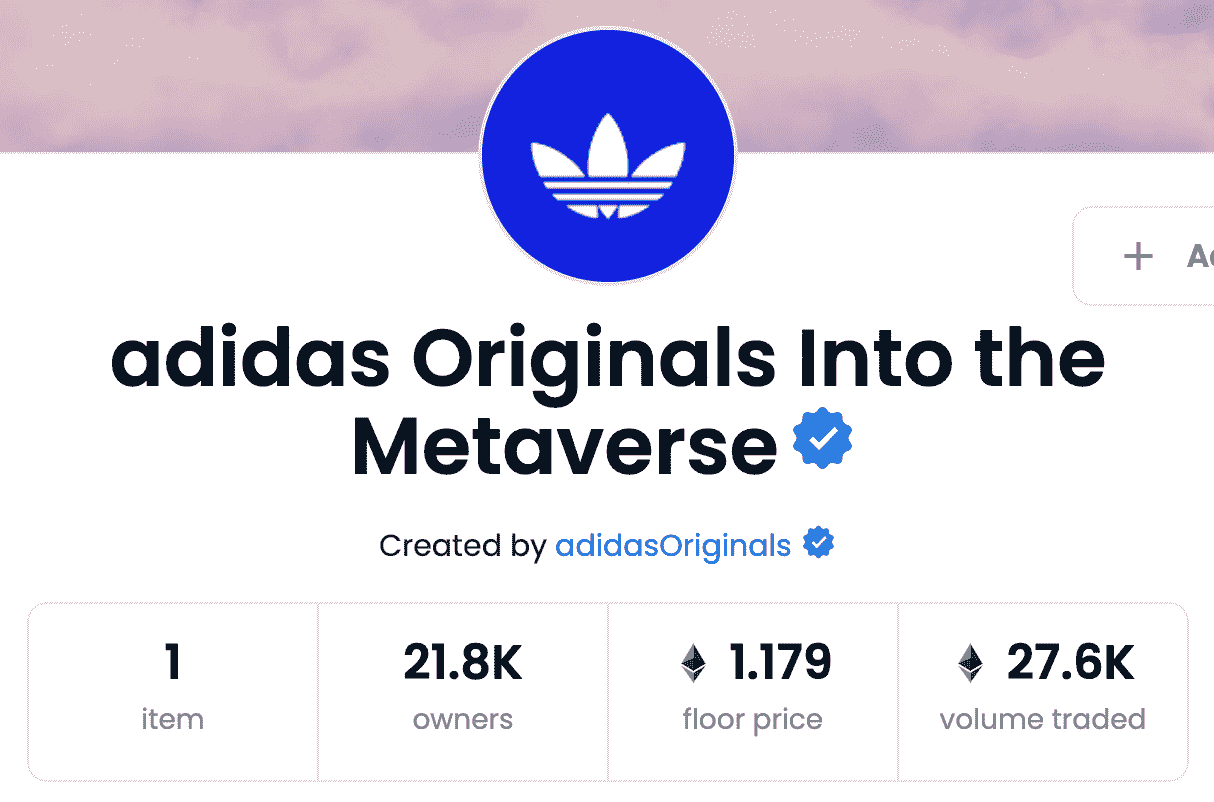 adidas Originals Into the
Metaverse
Created by adidasOriginals
1 21.8K 1.179 27.6K
item owners floor price volume traded